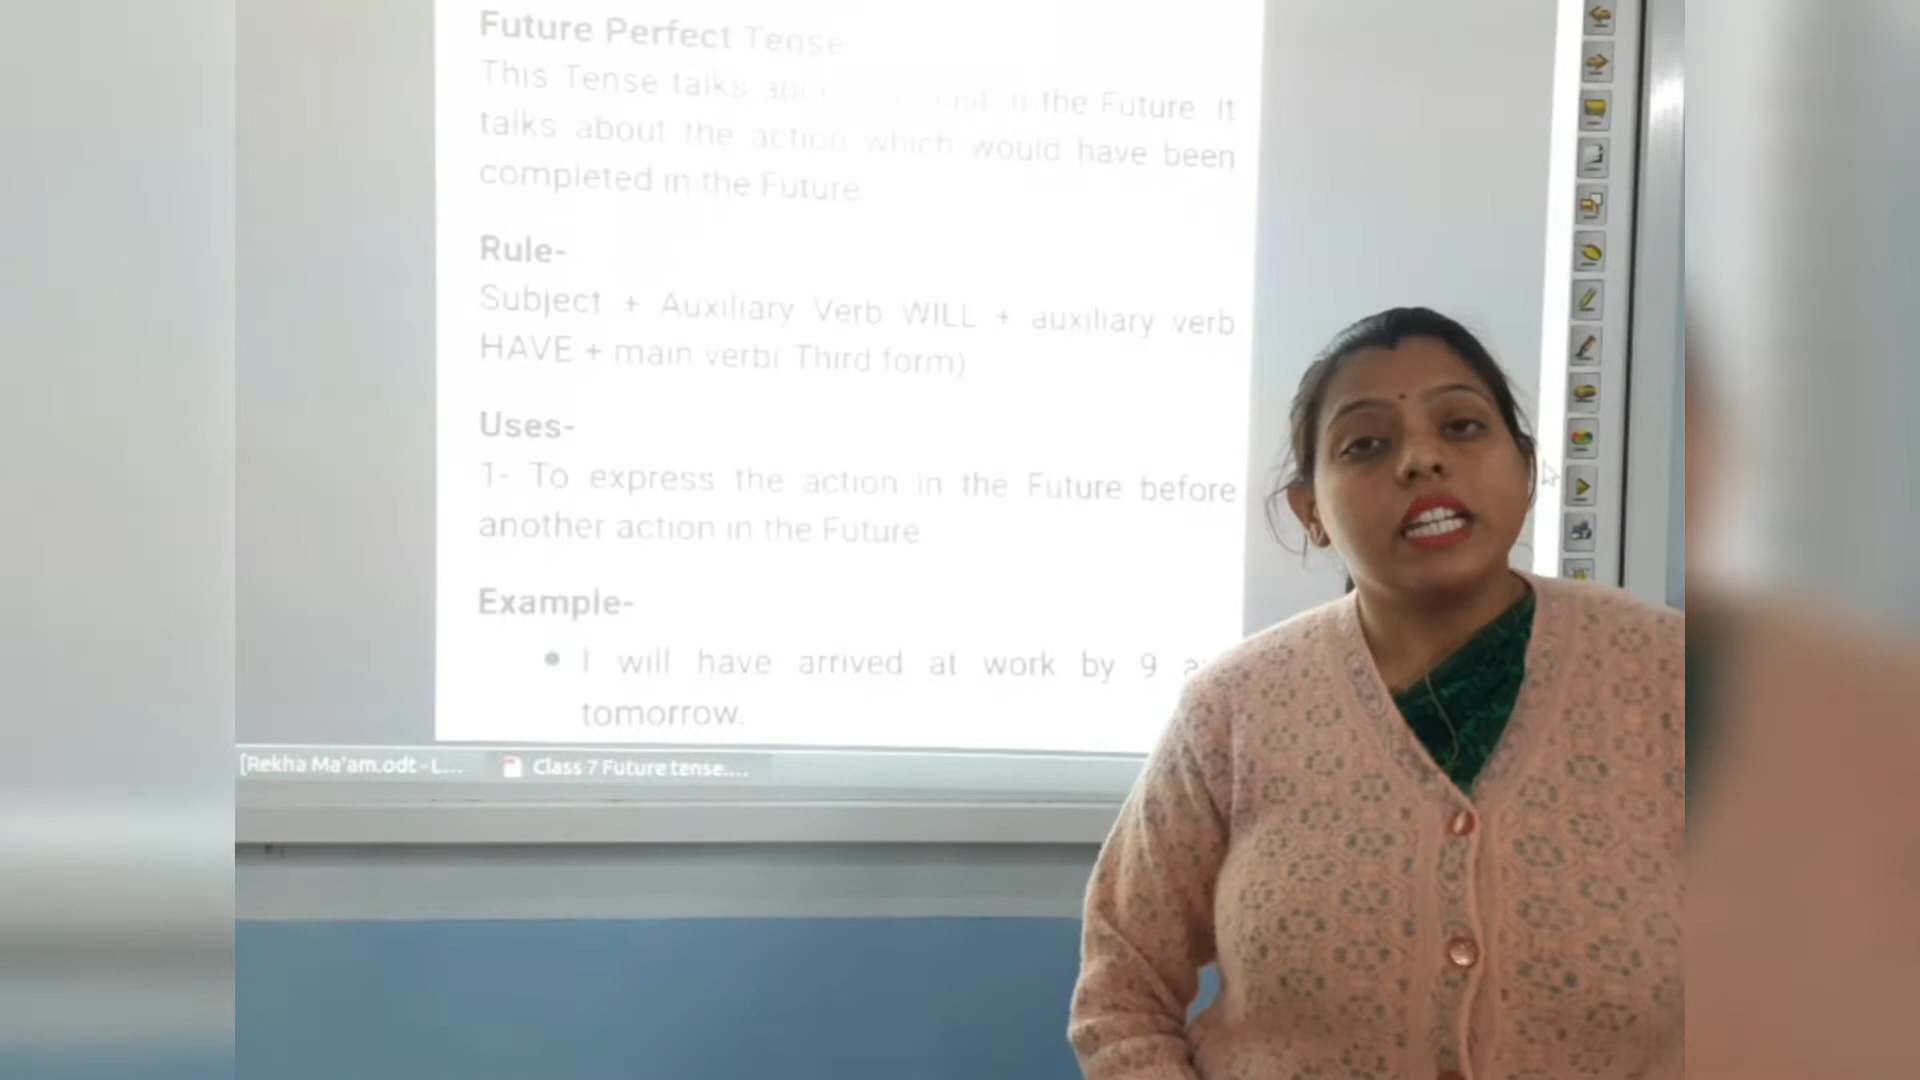 Future Perfect Tense
This Tense talks in the Future. It
talks about the action which would have been
completed in the Future.
Rule-
Subject + Auxiliary Verb WILL + auxiliary verb
HAVE + main verb( Third form)
Uses-
1- To express the action in the Future before
another action in the Future
Example-
• I will have arrived at work by 9
tomorrow.
[Rekha Ma'am.odt - L... Class 7 Future tense....